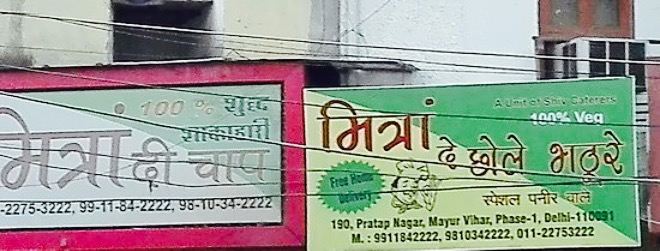 100 % शुद्ध
शाकाहारी
मित्रां दी चाप
-2275-3222, 99-11-84-2222, 98-10-34-2222
A Unit of Shiv Caterers
100% Veg
मित्रां दे छोले भठूरे
Free Home
Delivery
स्पेशल पनीर वाले
190, Pratap Nagar, Mayur Vihar, Phase-1, Delhi-110091
M. : 9911842222, 9810342222, 011-22753222